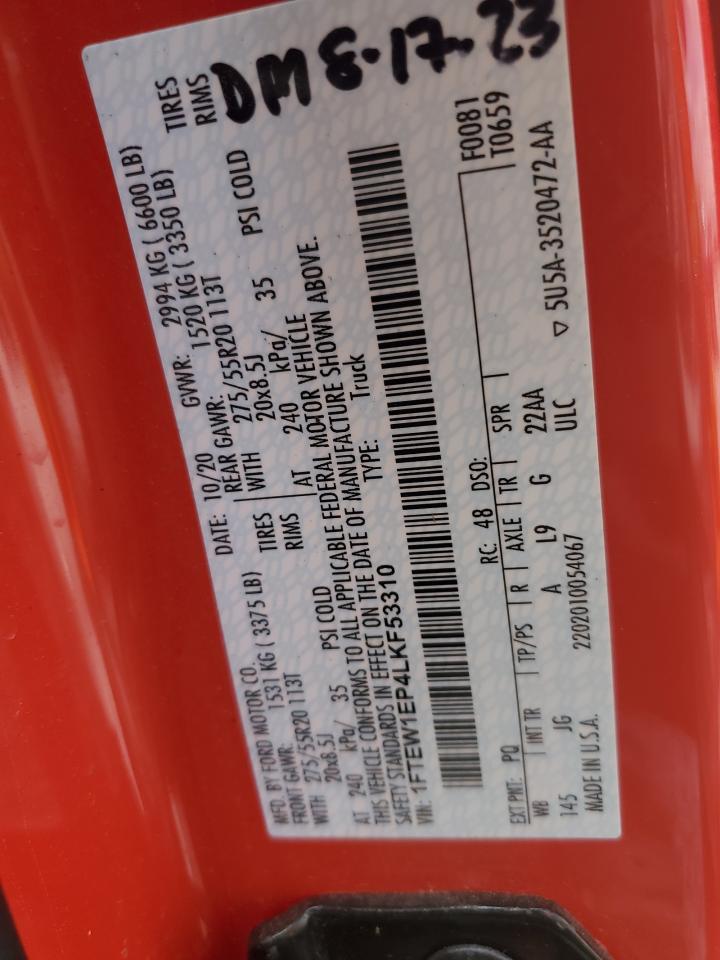 DM 8-17-23
MFD. BY FORD MOTOR CO.
DATE: 10/20 GVWR: 2994 KG ( 6600 LB)
FRONT GAWR: 1531 KG ( 3375 LB) REAR GAWR: 1520 KG ( 3350 LB)
WITH 275/55R20 113T TIRES WITH 275/55R20 113T TIRES
20x8.5J RIMS 20x8.5J RIMS
AT 240 kPa/ 35 PSI COLD AT 240 kPa/ 35 PSI COLD
THIS VEHICLE CONFORMS TO ALL APPLICABLE FEDERAL MOTOR VEHICLE
SAFETY STANDARDS IN EFFECT ON THE DATE OF MANUFACTURE SHOWN ABOVE.
VIN: 1FTEW1EP4LKF53310 TYPE: Truck
F0081
T0659
EXT PNT: PQ RC: 48 DSO:
WB INT TR TP/PS R AXLE TR SPR
145 JG A L9 G 22AA
ULC
MADE IN U.S.A. 2202010054067
▽ 5U5A-3520472-AA